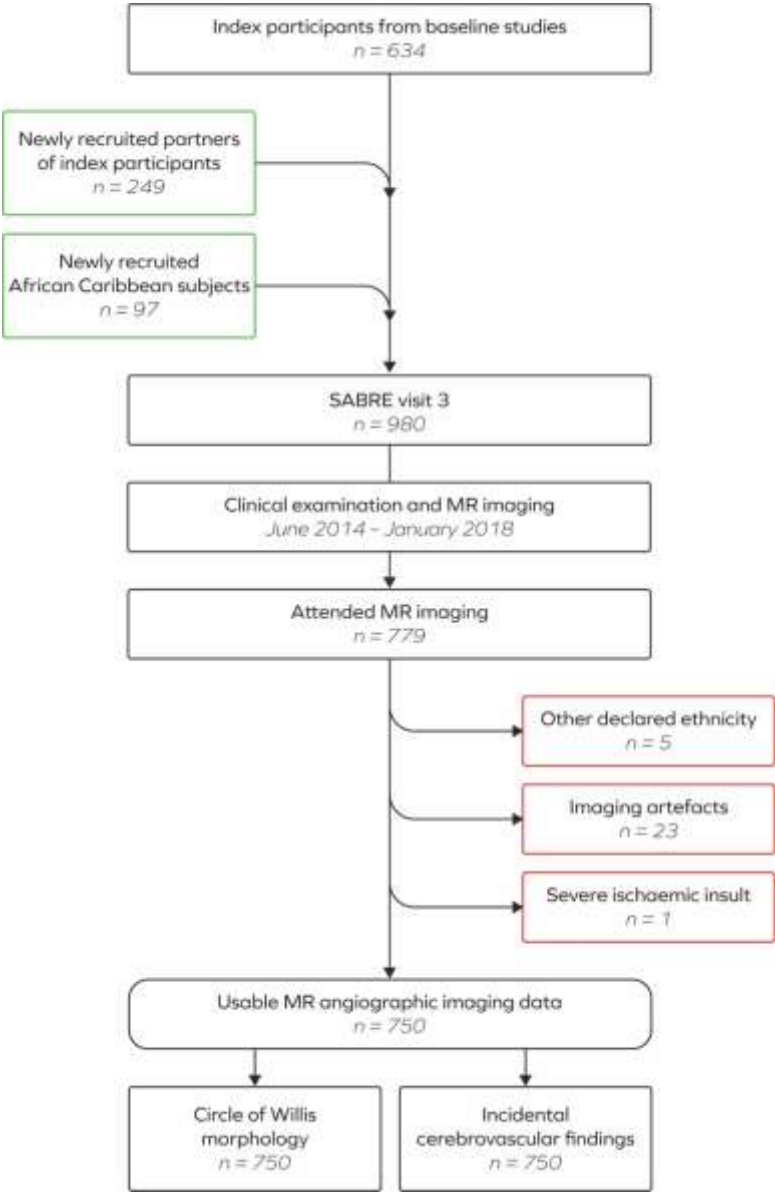 Index participants from baseline studies
n = 634
Newly recruited partners
of index participants
n = 249
Newly recruited
African Caribbean subjects
n = 97
SABRE visit 3
n = 980
Clinical examination and MR imaging
June 2014 – January 2018
Attended MR imaging
n = 779
Other declared ethnicity
n = 5
Imaging artefacts
n = 23
Severe ischaemic insult
n = 1
Usable MR angiographic imaging data
n = 750
Circle of Willis
morphology
n = 750
Incidental
cerebrovascular findings
n = 750